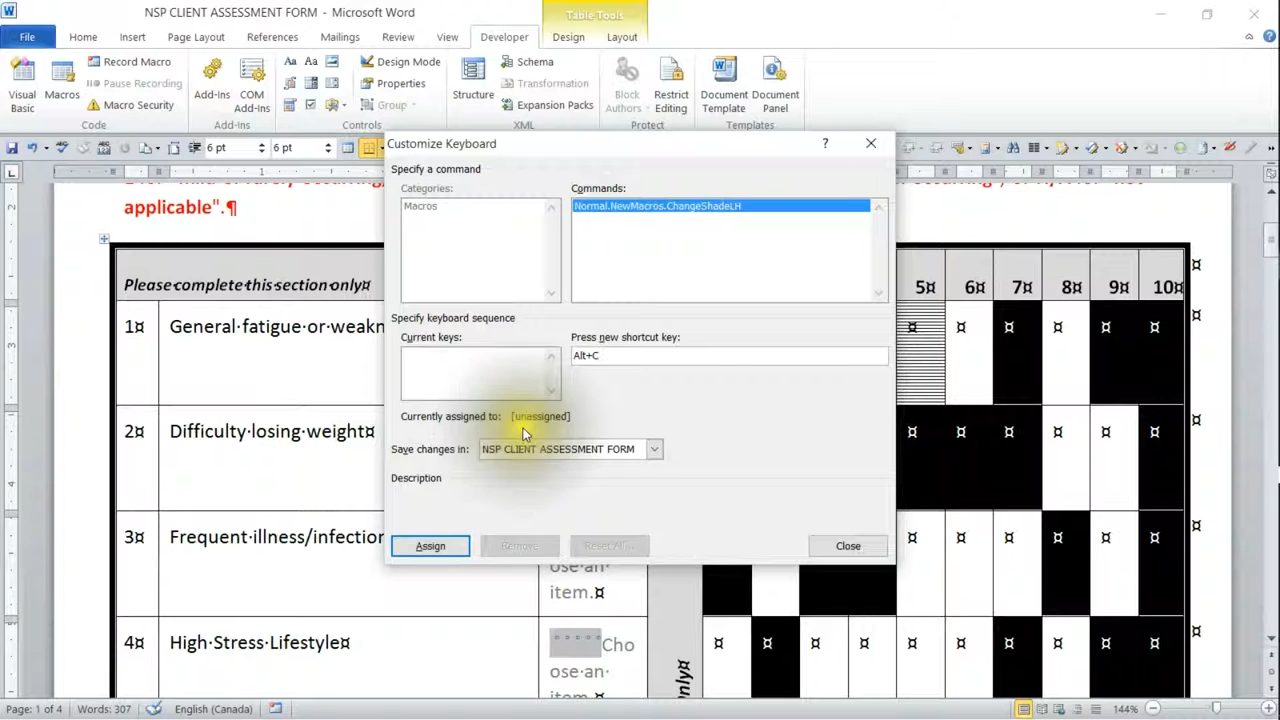 NSP CLIENT ASSESSMENT FORM - Microsoft Word
Table Tools
File Home Insert Page Layout References Mailings Review View Developer Design Layout
Visual Basic
Macros
Record Macro
Pause Recording
Macro Security
Code
Add-Ins
COM Add-Ins
Add-Ins
Design Mode
Properties
Group
Controls
Structure
Schema
Transformation
Expansion Packs
XML
Block Authors
Restrict Editing
Protect
Document Template
Document Panel
Templates
6 pt 6 pt
applicable".¶
Customize Keyboard
Specify a command
Categories: Commands:
Macros Normal.NewMacros.ChangeShadeLH
Specify keyboard sequence
Current keys: Press new shortcut key:
Alt+C
Currently assigned to: [unassigned]
Save changes in: NSP CLIENT ASSESSMENT FORM
Description
Assign Remove Reset All... Close
Please·complete·this·section·only¤ 5¤ 6¤ 7¤ 8¤ 9¤ 10¤
1¤ General·fatigue·or·weakn
2¤ Difficulty·losing·weight¤
3¤ Frequent·illness/infection
ose·an·
item.¤
4¤ High·Stress·Lifestyle¤ Cho
ose·an·
item.¤
Only¤
Page: 1 of 4 Words: 307 English (Canada) 144%